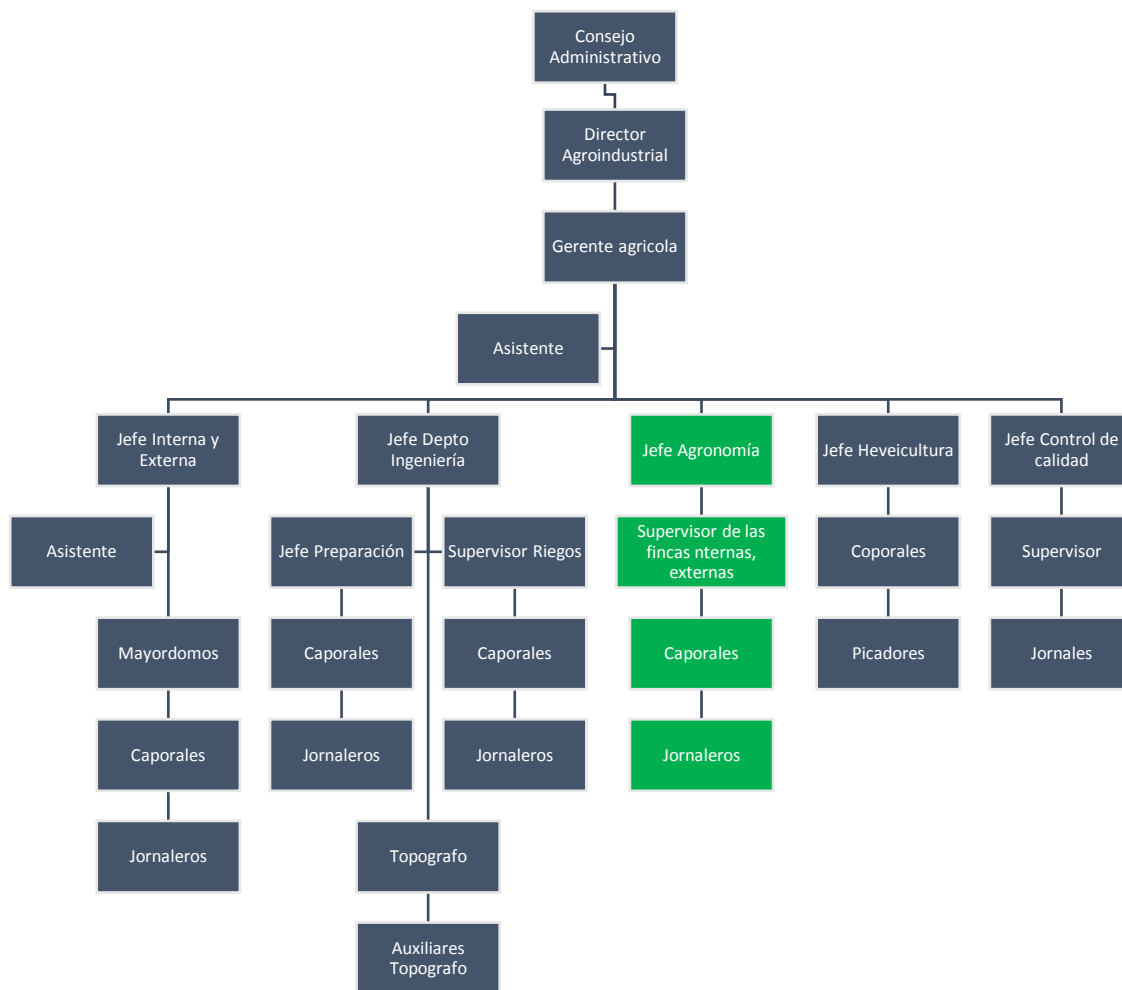 Consejo
Administrativo
Director
Agroindustrial
Gerente agricola
Asistente
Jefe Interna y
Externa
Jefe Depto
Ingeniería
Jefe Agronomía
Jefe Heveicultura
Jefe Control de
calidad
Asistente
Jefe Preparación
Supervisor Riegos
Supervisor de las
fincas nternas,
externas
Coporales
Supervisor
Mayordomos
Caporales
Caporales
Caporales
Picadores
Jornales
Caporales
Jornaleros
Jornaleros
Jornaleros
Jornaleros
Topografo
Auxiliares
Topografo